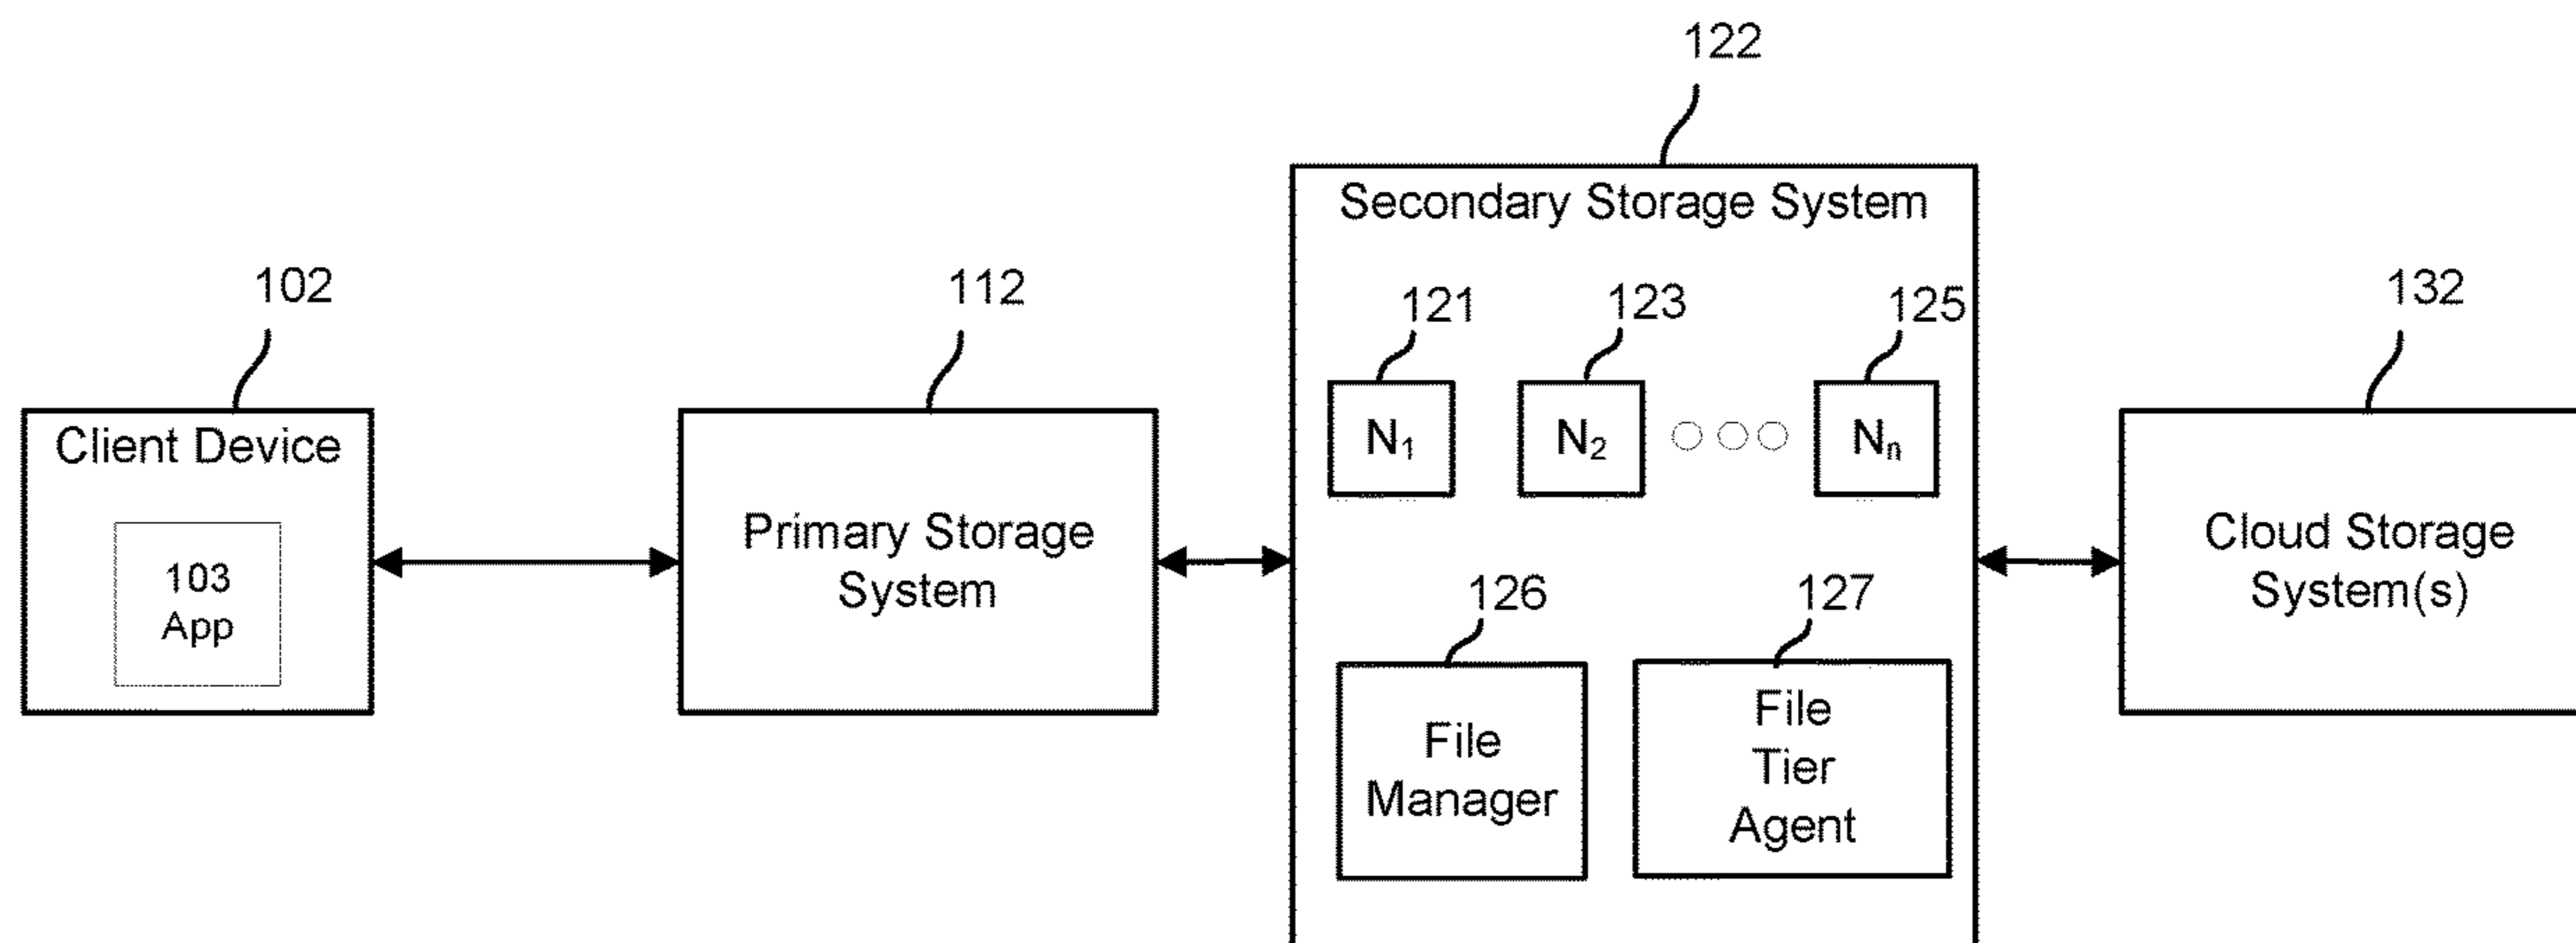 122
Secondary Storage System
102
112
121
123
125
132
Client Device
N₁
N₂
Nₙ
103
App
Primary Storage
System
Cloud Storage
System(s)
126
127
File
Manager
File
Tier
Agent